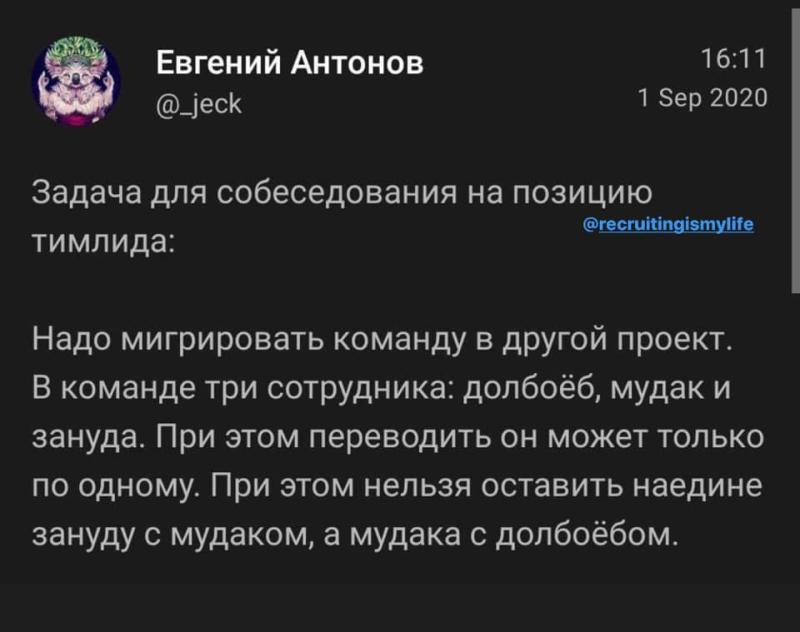 Евгений Антонов
16:11
@_jeck
1 Sep 2020
Задача для собеседования на позицию
@recruitingismylife
тимлида:
Надо мигрировать команду в другой проект.
В команде три сотрудника: долбоёб, мудак и
зануда. При этом переводить он может только
по одному. При этом нельзя оставить наедине
зануду с мудаком, а мудака с долбоёбом.